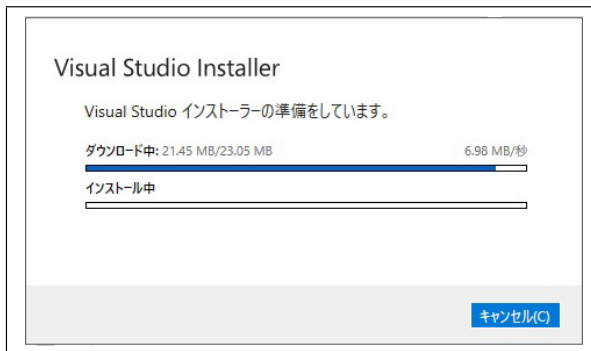 Visual Studio Installer
Visual Studio インストーラーの準備をしています。
ダウンロード中: 21.45 MB/23.05 MB 6.98 MB/秒
インストール中
キャンセル(C)